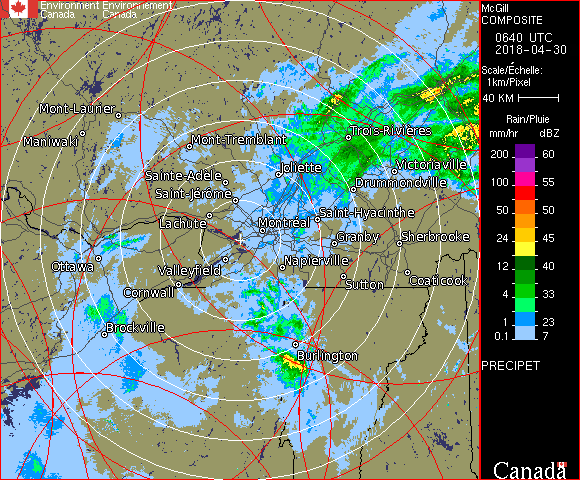 Environment Environnement
Canada Canada
McGill
COMPOSITE
0640 UTC
2018-04-30
Scale/Échelle:
1km/Pixel
40 KM
Rain/Pluie
mm/hr dBZ
200 60
100 55
50 50
32 45
24 45
12 40
4 33
1 23
0.1 7
PRECIPET
Canada
Mont-Laurier
Maniwaki
Mont-Tremblant
Trois-Rivières
Sainte-Adèle
Joliette
Victoriaville
Saint-Jérôme
Drummondville
Lachute
Saint-Hyacinthe
Montréal
Granby
Sherbrooke
Ottawa
Valleyfield
Napierville
Cornwall
Sutton
Coaticook
Brockville
Burlington